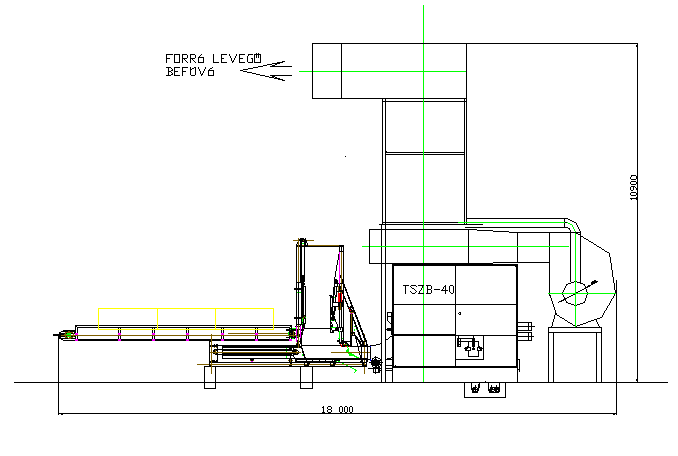 FORRó LEVEGŐ
BEFÚVó
TSZB-40
10900
18 000